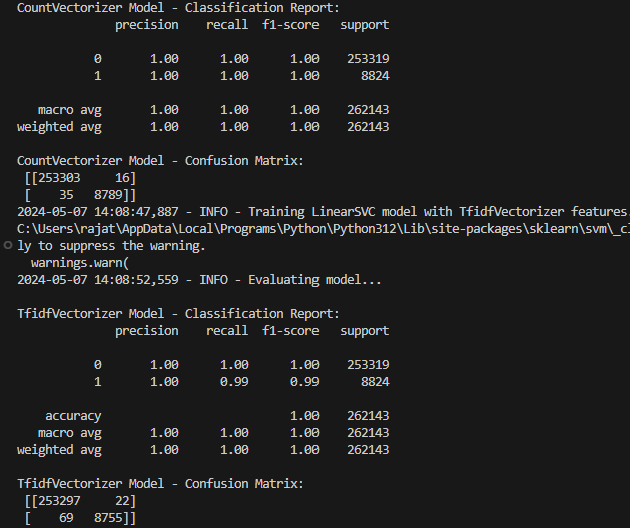 CountVectorizer Model - Classification Report:
              precision    recall  f1-score   support

           0       1.00      1.00      1.00    253319
           1       1.00      1.00      1.00      8824

   macro avg       1.00      1.00      1.00    262143
weighted avg       1.00      1.00      1.00    262143

CountVectorizer Model - Confusion Matrix:
 [[253303     16]
 [    35   8789]]
2024-05-07 14:08:47,887 - INFO - Training LinearSVC model with TfidfVectorizer features.
C:\Users\rajat\AppData\Local\Programs\Python\Python312\Lib\site-packages\sklearn\svm\_cl
ly to suppress the warning.
  warnings.warn(
2024-05-07 14:08:52,559 - INFO - Evaluating model...

TfidfVectorizer Model - Classification Report:
              precision    recall  f1-score   support

           0       1.00      1.00      1.00    253319
           1       1.00      0.99      0.99      8824

    accuracy                           1.00    262143
   macro avg       1.00      1.00      1.00    262143
weighted avg       1.00      1.00      1.00    262143

TfidfVectorizer Model - Confusion Matrix:
 [[253297     22]
 [    69   8755]]